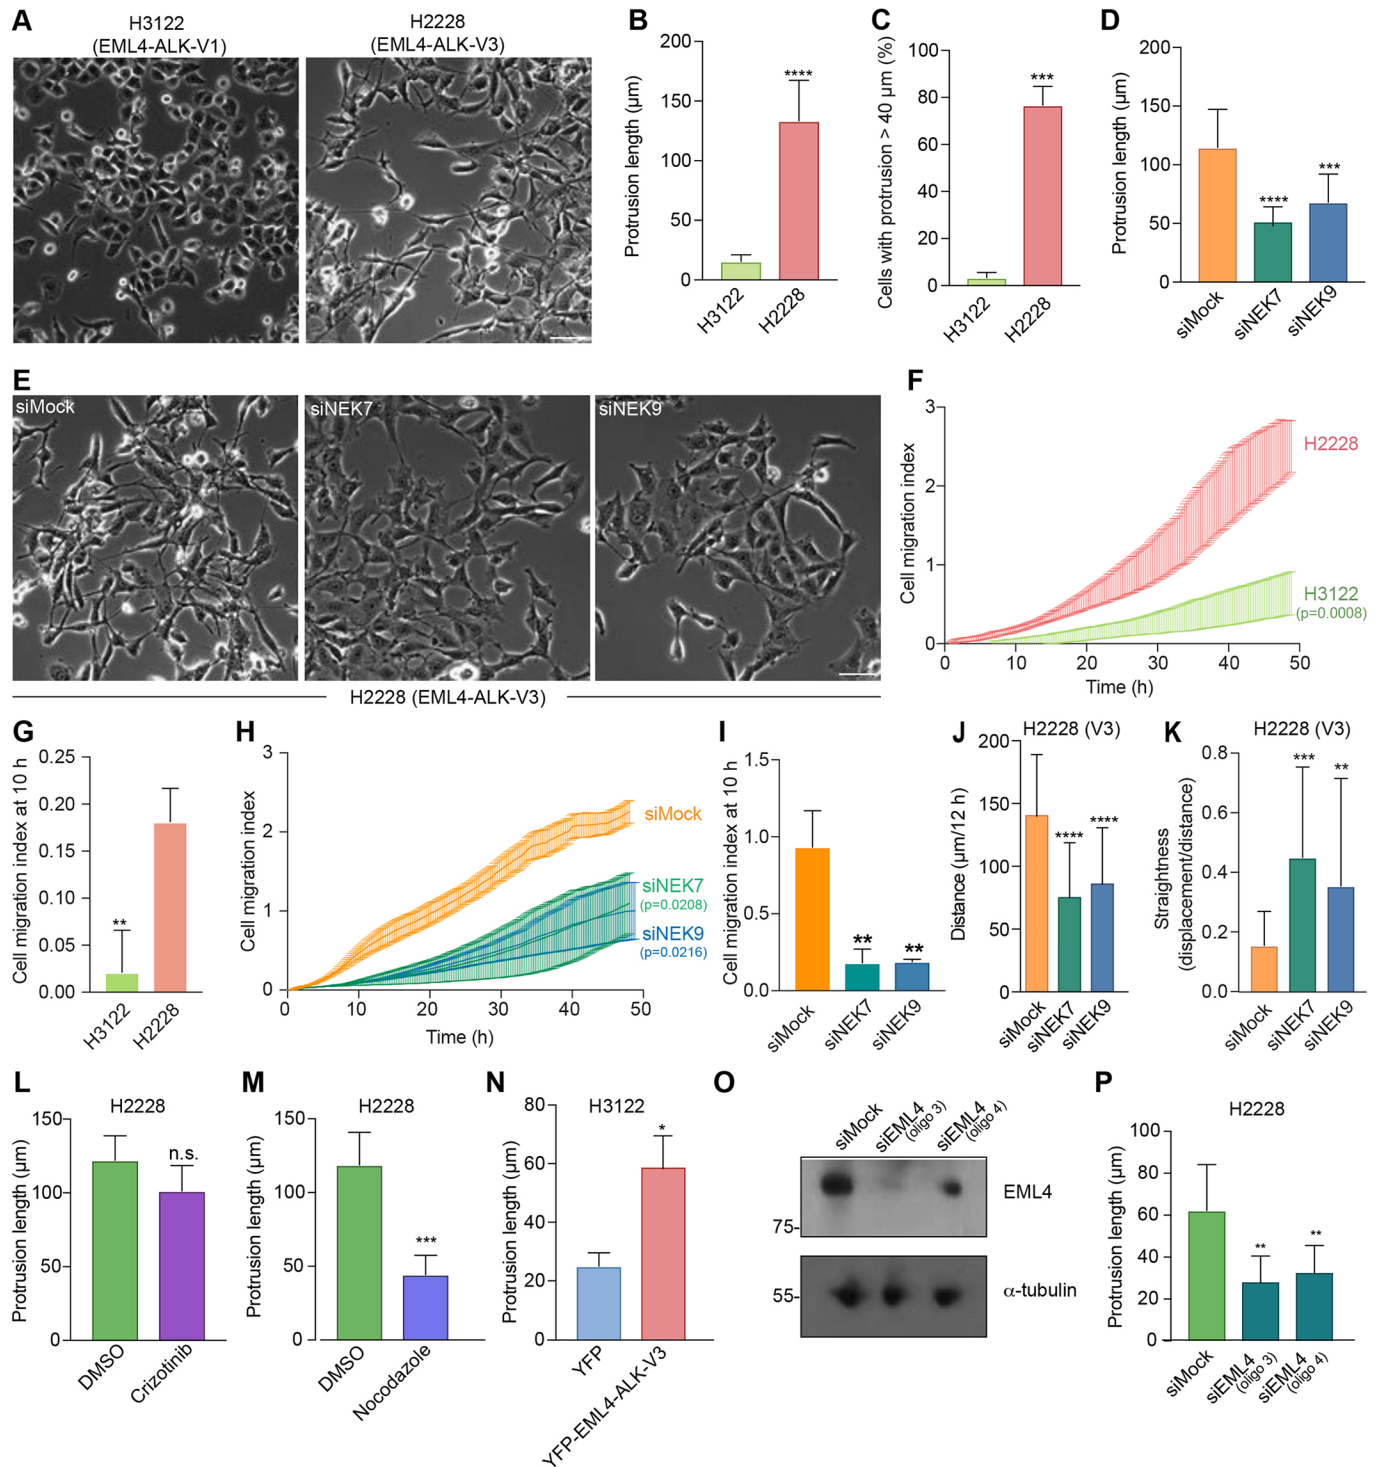 A
H3122
(EML4-ALK-V1)
H2228
(EML4-ALK-V3)
B
Protrusion length (µm)
200
150
100
50
0
****
H3122
H2228
C
Cells with protrusion > 40 µm (%)
100
80
60
40
20
0
***
H3122
H2228
D
Protrusion length (µm)
200
150
100
50
0
****
***
siMock
siNEK7
siNEK9
E
siMock
siNEK7
siNEK9
H2228 (EML4-ALK-V3)
F
Cell migration index
3
2
1
0
H2228
H3122
(p=0.0008)
0 10 20 30 40 50
Time (h)
G
Cell migration index at 10 h
0.25
0.20
0.15
0.10
0.05
0.00
**
H3122
H2228
H
Cell migration index
3
2
1
0
siMock
siNEK7
(p=0.0208)
siNEK9
(p=0.0216)
0 10 20 30 40 50
Time (h)
I
Cell migration index at 10 h
1.5
1.0
0.5
0.0
**
**
siMock
siNEK7
siNEK9
J
H2228 (V3)
Distance (µm/12 h)
200
150
100
50
0
****
****
siMock
siNEK7
siNEK9
K
H2228 (V3)
Straightness
(displacement/distance)
0.8
0.6
0.4
0.2
0.0
***
**
siMock
siNEK7
siNEK9
L
H2228
Protrusion length (µm)
150
100
50
0
n.s.
DMSO
Crizotinib
M
H2228
Protrusion length (µm)
150
100
50
0
***
DMSO
Nocodazole
N
H3122
Protrusion length (µm)
80
60
40
20
0
*
YFP
YFP-EML4-ALK-V3
O
siMock
siEML4
(oligo 3)
siEML4
(oligo 4)
EML4
75-
α-tubulin
55-
P
H2228
Protrusion length (µm)
100
80
60
40
20
0
**
**
siMock
siEML4
(oligo 3)
siEML4
(oligo 4)